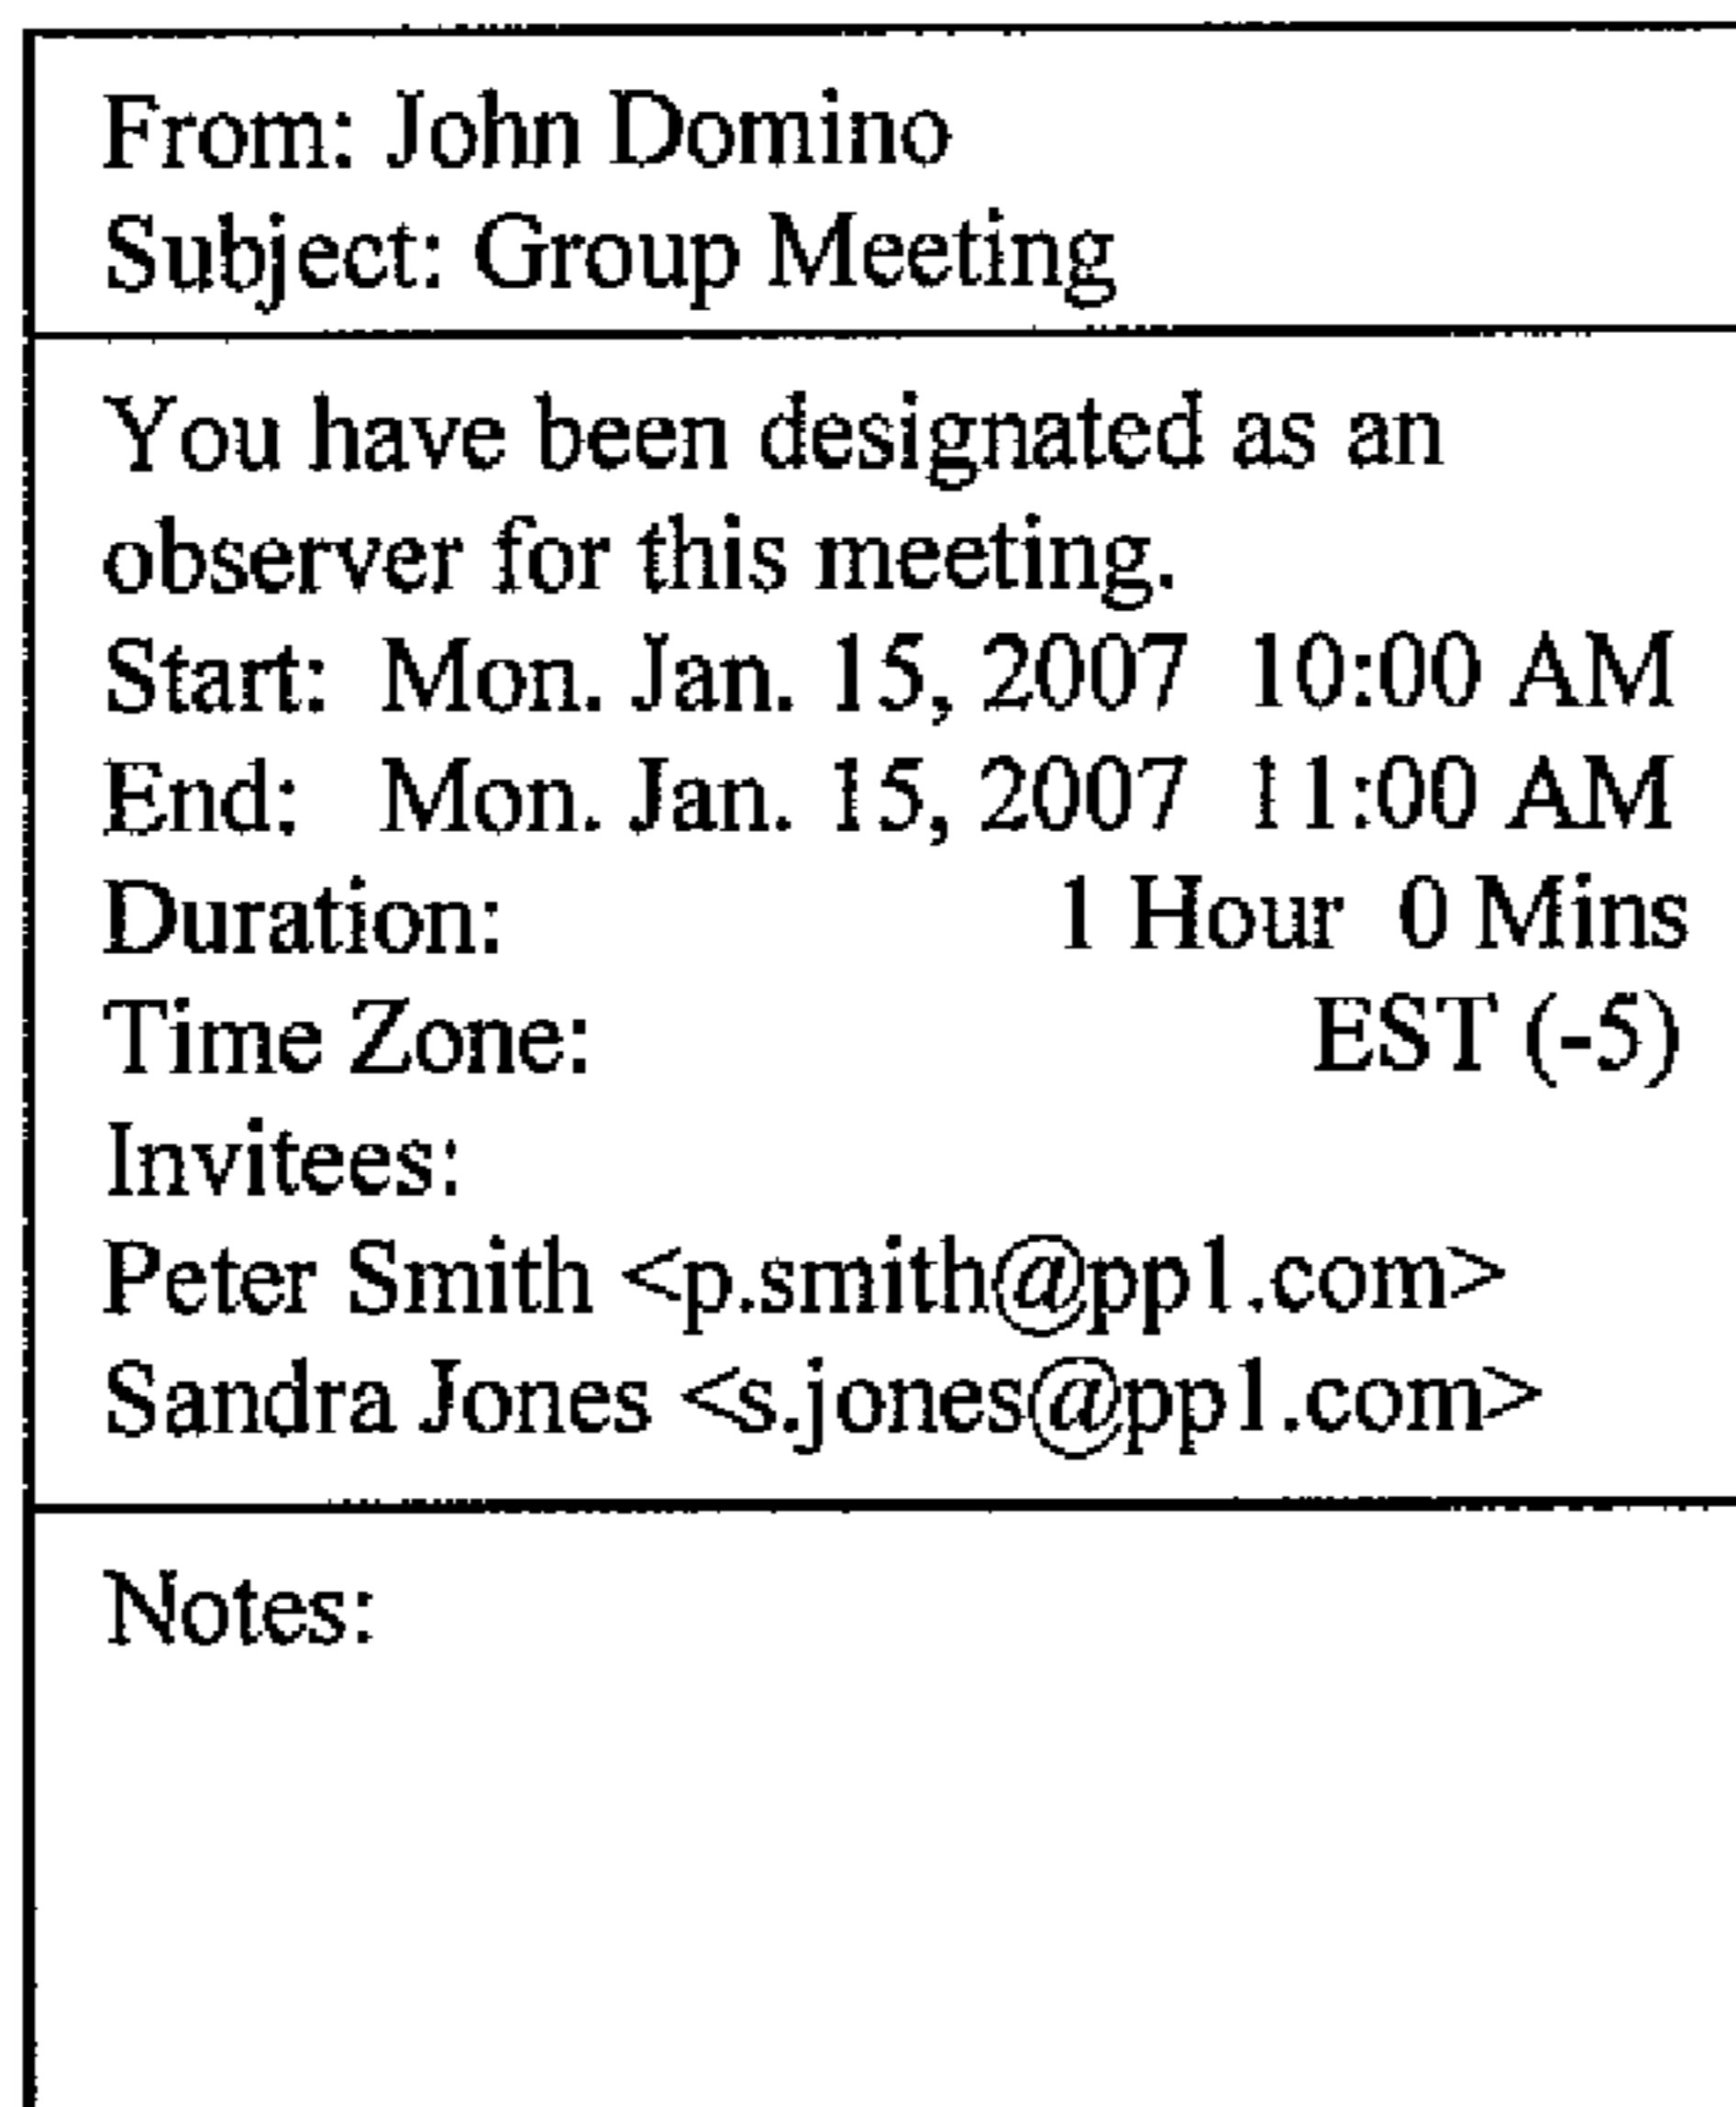 From: John Domino
Subject: Group Meeting
You have been designated as an
observer for this meeting.
Start: Mon. Jan. 15, 2007 10:00 AM
End: Mon. Jan. 15, 2007 11:00 AM
Duration: 1 Hour 0 Mins
Time Zone: EST (-5)
Invitees:
Peter Smith <p.smith@pp1.com>
Sandra Jones <s.jones@pp1.com>
Notes: